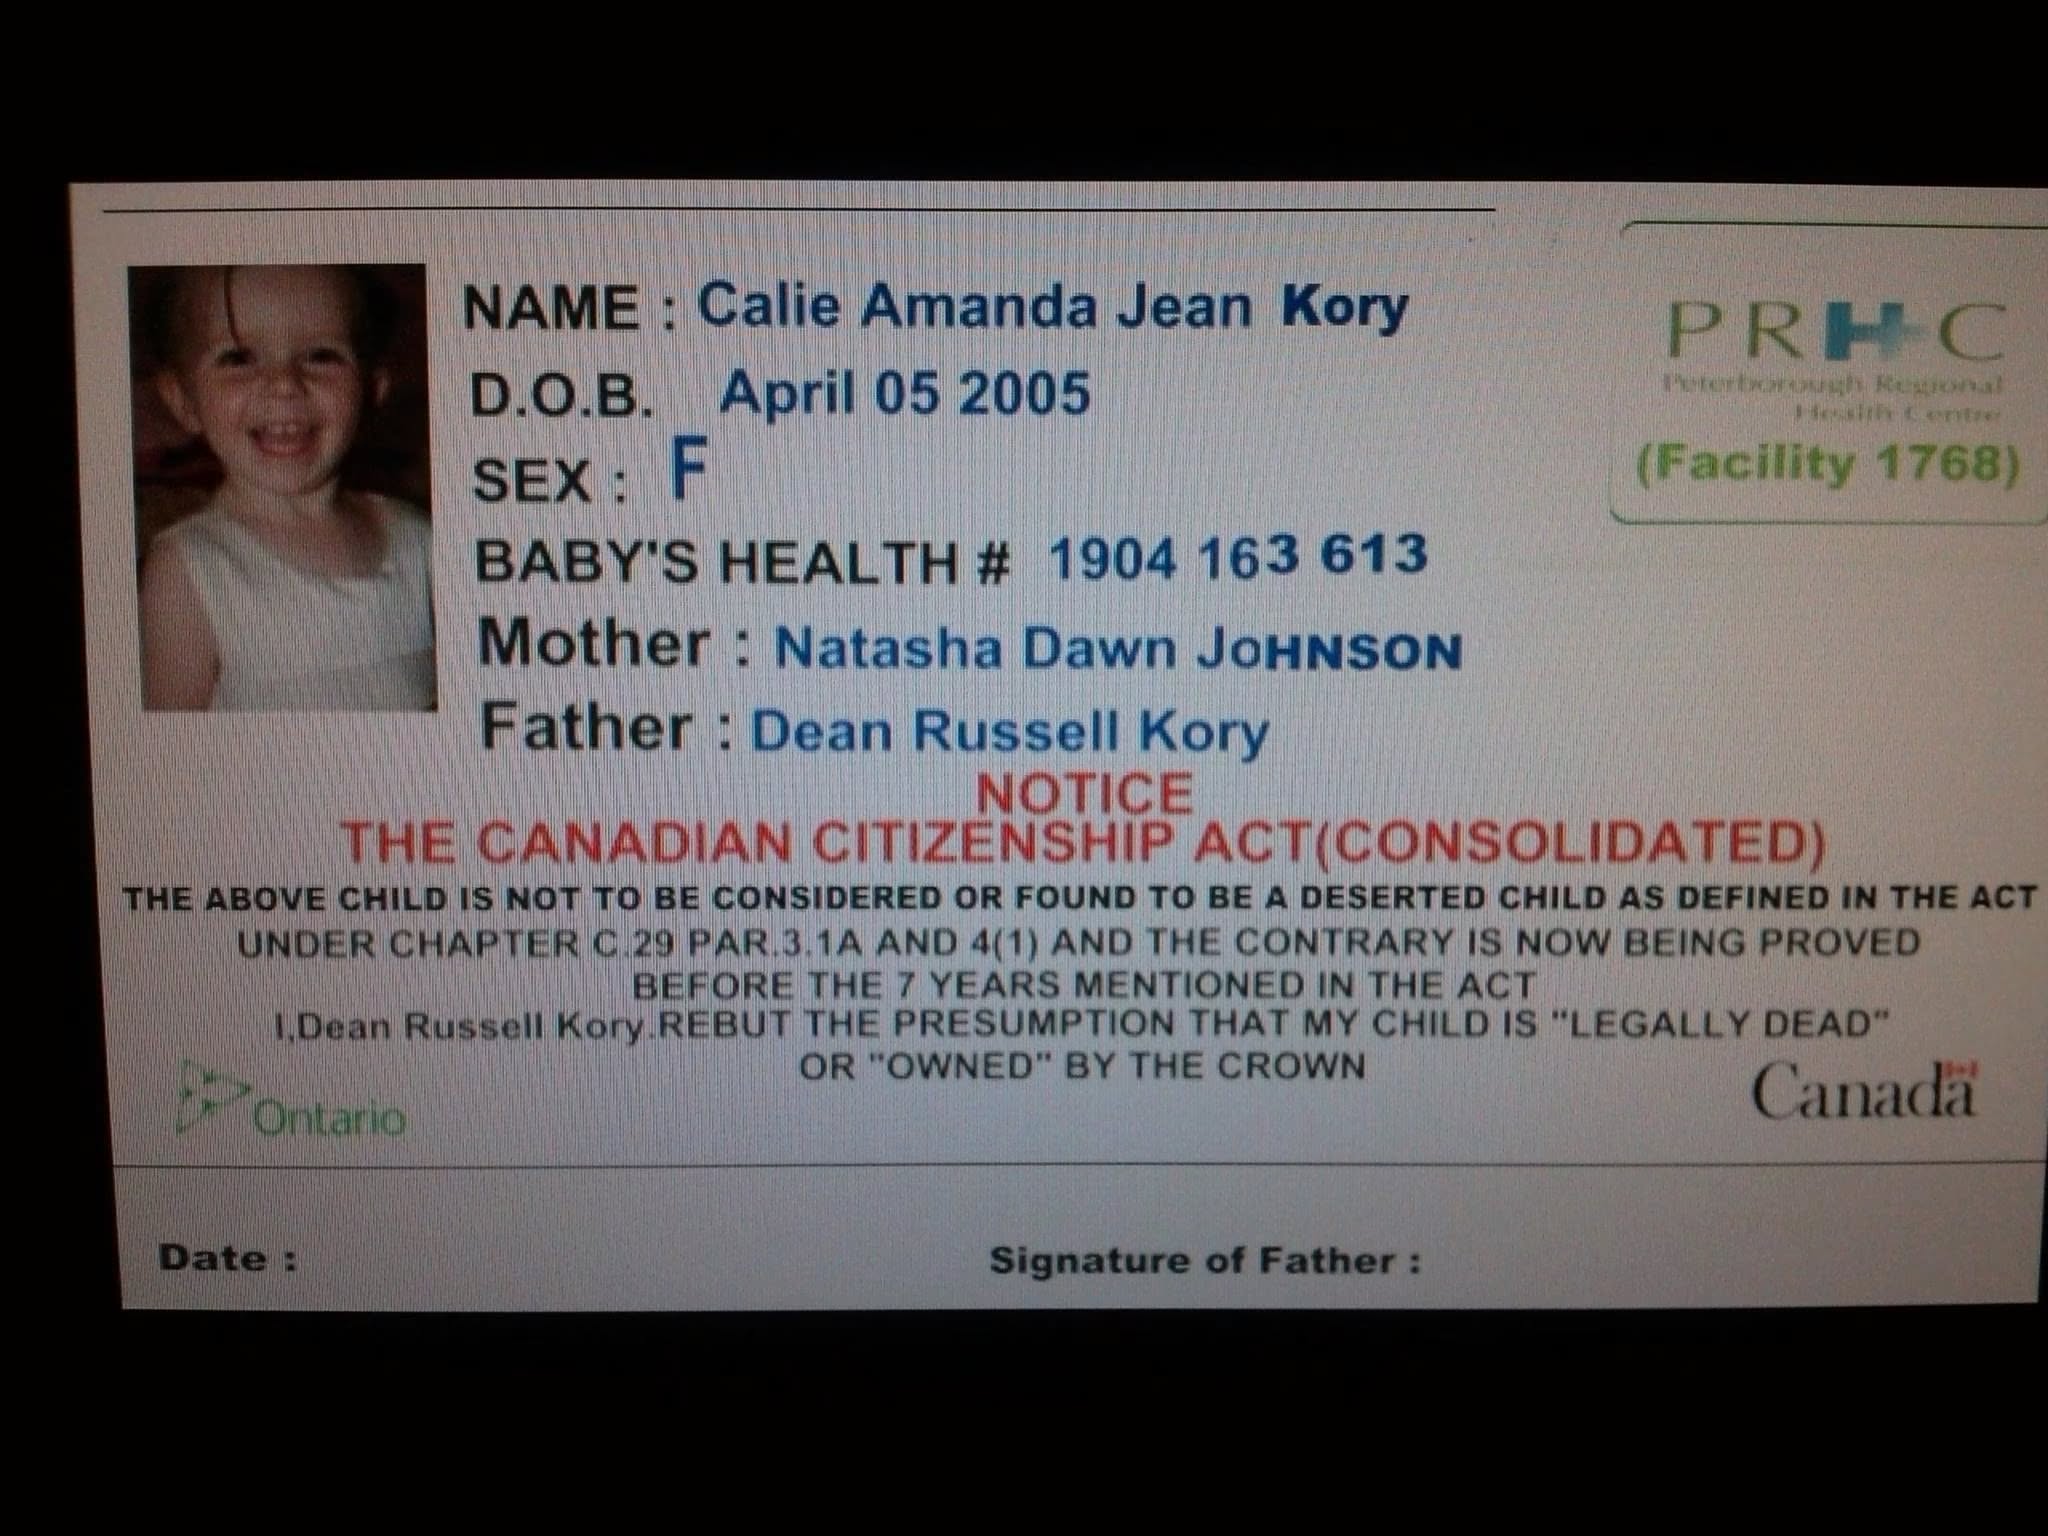 NAME : Calie Amanda Jean Kory
D.O.B. April 05 2005
SEX : F
BABY'S HEALTH # 1904 163 613
Mother : Natasha Dawn JoHNSON
Father : Dean Russell Kory
PRHC
Peterborough Regional
Health Centre
(Facility 1768)
NOTICE
THE CANADIAN CITIZENSHIP ACT(CONSOLIDATED)
THE ABOVE CHILD IS NOT TO BE CONSIDERED OR FOUND TO BE A DESERTED CHILD AS DEFINED IN THE ACT
UNDER CHAPTER C.29 PAR.3.1A AND 4(1) AND THE CONTRARY IS NOW BEING PROVED
BEFORE THE 7 YEARS MENTIONED IN THE ACT
I,Dean Russell Kory.REBUT THE PRESUMPTION THAT MY CHILD IS "LEGALLY DEAD"
OR "OWNED" BY THE CROWN
Ontario
Canada
Date :
Signature of Father :